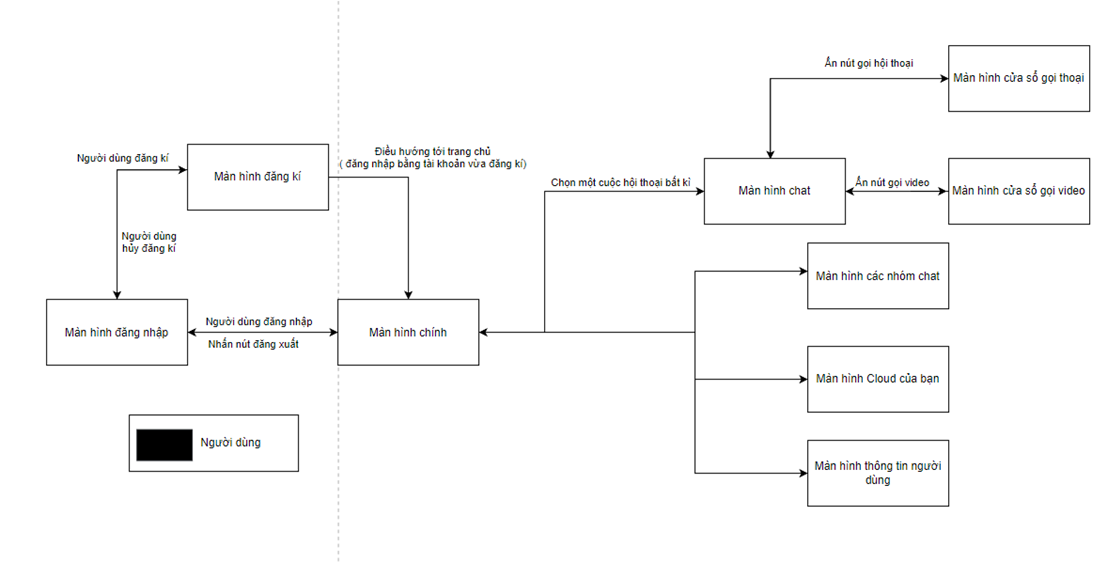 Ấn nút gọi hội thoại
Màn hình cửa sổ gọi thoại
Người dùng đăng kí
Màn hình đăng kí
Điều hướng tới trang chủ
( đăng nhập bằng tài khoản vừa đăng kí)
Chọn một cuộc hội thoại bất kì
Màn hình chat
Ấn nút gọi video
Màn hình cửa sổ gọi video
Người dùng
hủy đăng kí
Màn hình các nhóm chat
Màn hình đăng nhập
Người dùng đăng nhập
Nhấn nút đăng xuất
Màn hình chính
Màn hình Cloud của bạn
Người dùng
Màn hình thông tin người
dùng